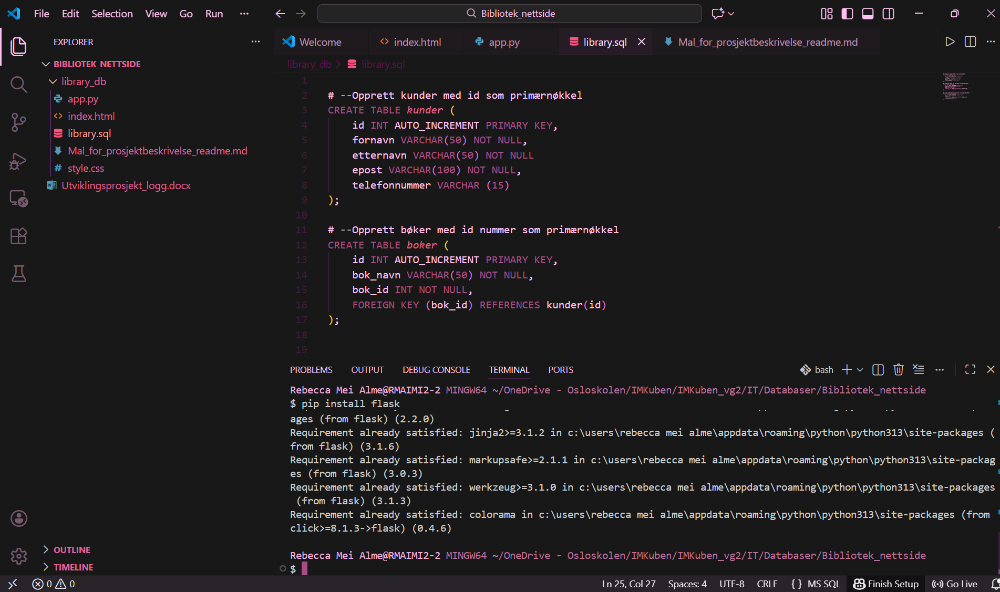 File Edit Selection View Go Run ··· Bibliotek_nettside
EXPLORER
BIBLIOTEK_NETTSIDE
library_db
app.py
index.html
library.sql
Mal_for_prosjektbeskrivelse_readme.md
style.css
Utviklingsprosjekt_logg.docx
OUTLINE
TIMELINE
Welcome index.html app.py library.sql Mal_for_prosjektbeskrivelse_readme.md
library_db > library.sql
1
2 # --Opprett kunder med id som primærnøkkel
3 CREATE TABLE kunder (
4 id INT AUTO_INCREMENT PRIMARY KEY,
5 fornavn VARCHAR(50) NOT NULL,
6 etternavn VARCHAR(50) NOT NULL
7 epost VARCHAR(100) NOT NULL,
8 telefonnummer VARCHAR (15)
9 );
10
11 # --Opprett bøker med id nummer som primærnøkkel
12 CREATE TABLE boker (
13 id INT AUTO_INCREMENT PRIMARY KEY,
14 bok_navn VARCHAR(50) NOT NULL,
15 bok_id INT NOT NULL,
16 FOREIGN KEY (bok_id) REFERENCES kunder(id)
17 );
18
19
PROBLEMS OUTPUT DEBUG CONSOLE TERMINAL PORTS bash
Rebecca Mei Alme@RMAIMI2-2 MINGW64 ~/OneDrive - Osloskolen/IMKuben/IMKuben_vg2/IT/Databaser/Bibliotek_nettside
$ pip install flask
ages (from flask) (2.2.0)
Requirement already satisfied: jinja2>=3.1.2 in c:\users\rebecca mei alme\appdata\roaming\python\python313\site-packages (
from flask) (3.1.6)
Requirement already satisfied: markupsafe>=2.1.1 in c:\users\rebecca mei alme\appdata\roaming\python\python313\site-packag
es (from flask) (3.0.3)
Requirement already satisfied: werkzeug>=3.1.0 in c:\users\rebecca mei alme\appdata\roaming\python\python313\site-packages
(from flask) (3.1.3)
Requirement already satisfied: colorama in c:\users\rebecca mei alme\appdata\roaming\python\python313\site-packages (from
click>=8.1.3->flask) (0.4.6)
Rebecca Mei Alme@RMAIMI2-2 MINGW64 ~/OneDrive - Osloskolen/IMKuben/IMKuben_vg2/IT/Databaser/Bibliotek_nettside
$
0 0 Ln 25, Col 27 Spaces: 4 UTF-8 CRLF { } MS SQL Finish Setup Go Live